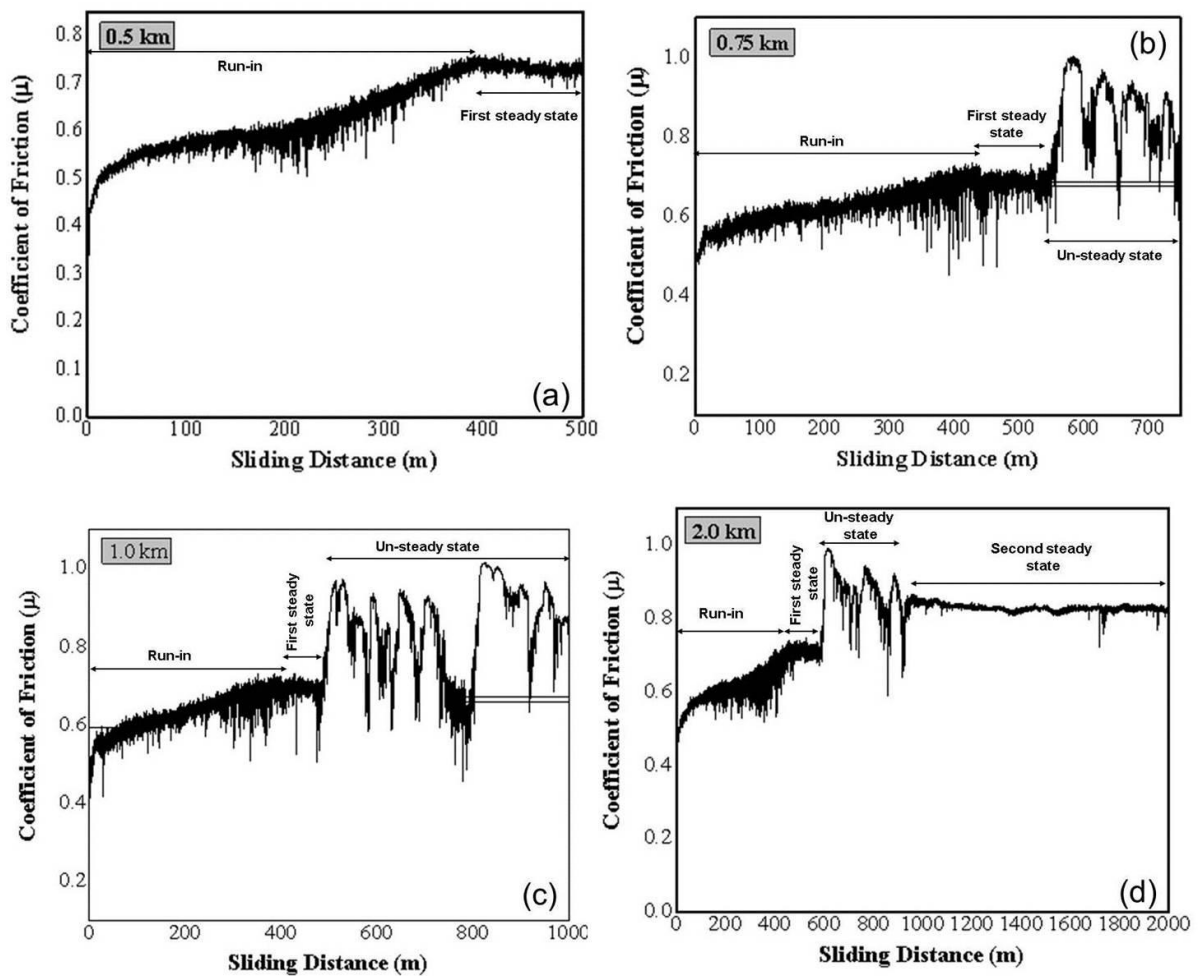 0.5 km
Run-in
First steady state
(a)
Coefficient of Friction (μ)
0.8
0.7
0.6
0.5
0.4
0.3
0.2
0.1
0.0
0 100 200 300 400 500
Sliding Distance (m)
0.75 km
(b)
Run-in
First steady
state
Un-steady state
Coefficient of Friction (μ)
1.0
0.8
0.6
0.4
0.2
0 100 200 300 400 500 600 700
Sliding Distance (m)
1.0 km
Un-steady state
First steady
state
Run-in
(c)
Coefficient of Friction (μ)
1.0
0.8
0.6
0.4
0.2
0 200 400 600 800 1000
Sliding Distance (m)
2.0 km
Un-steady
state
Second steady
state
First steady
state
Run-in
(d)
Coefficient of Friction (μ)
1.0
0.8
0.6
0.4
0.2
0.0
0 200 400 600 800 1000 1200 1400 1600 1800 2000
Sliding Distance (m)